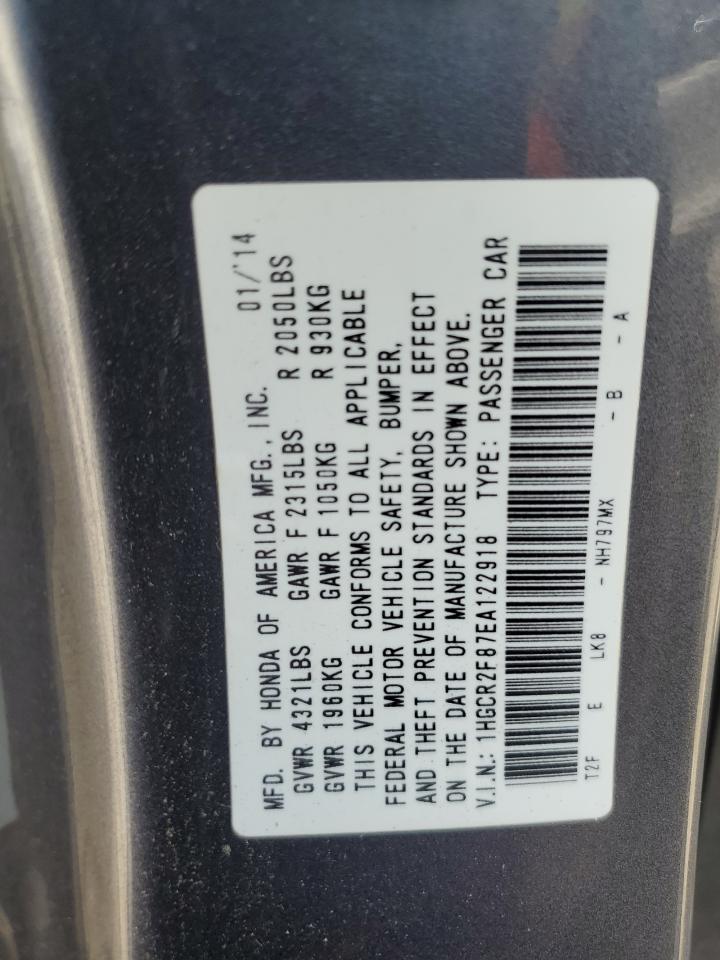 MFD. BY HONDA OF AMERICA MFG., INC. 01/'14
GVWR 4321LBS GAWR F 2315LBS R 2050LBS
GVWR 1960KG GAWR F 1050KG R 930KG
THIS VEHICLE CONFORMS TO ALL APPLICABLE
FEDERAL MOTOR VEHICLE SAFETY, BUMPER,
AND THEFT PREVENTION STANDARDS IN EFFECT
ON THE DATE OF MANUFACTURE SHOWN ABOVE.
V.I.N.: 1HGCR2F87EA122918 TYPE: PASSENGER CAR
T2F E LK8 - NH797MX - B - A